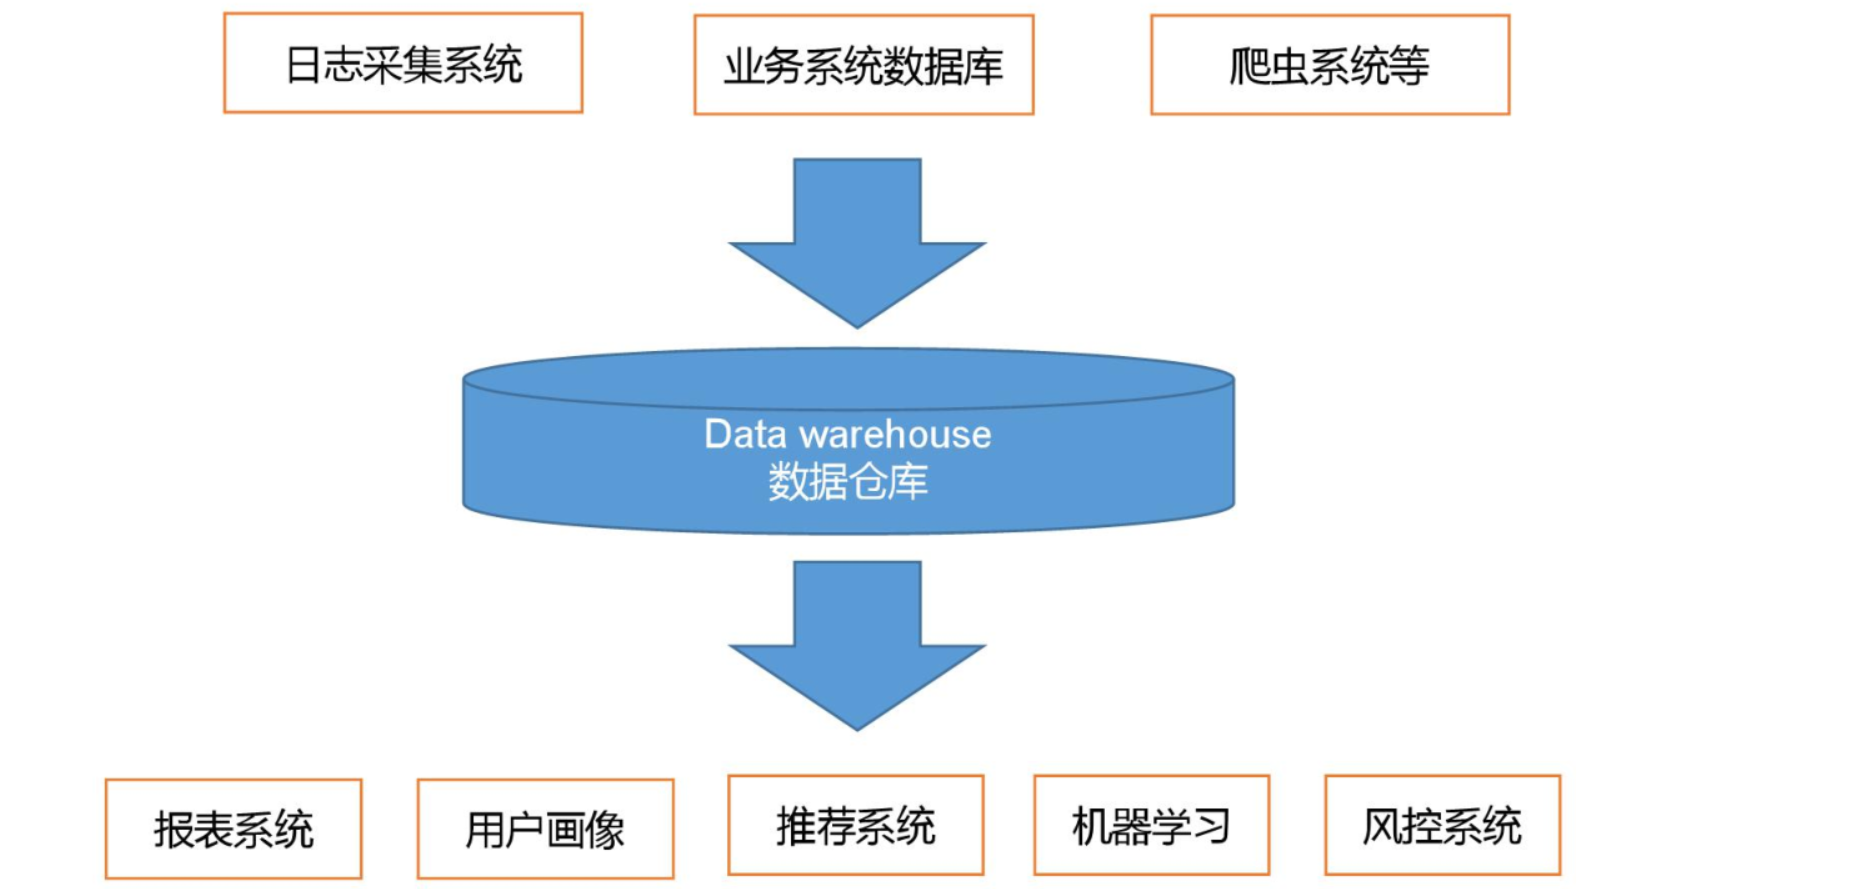 日志采集系统
业务系统数据库
爬虫系统等
Data warehouse
数据仓库
报表系统
用户画像
推荐系统
机器学习
风控系统